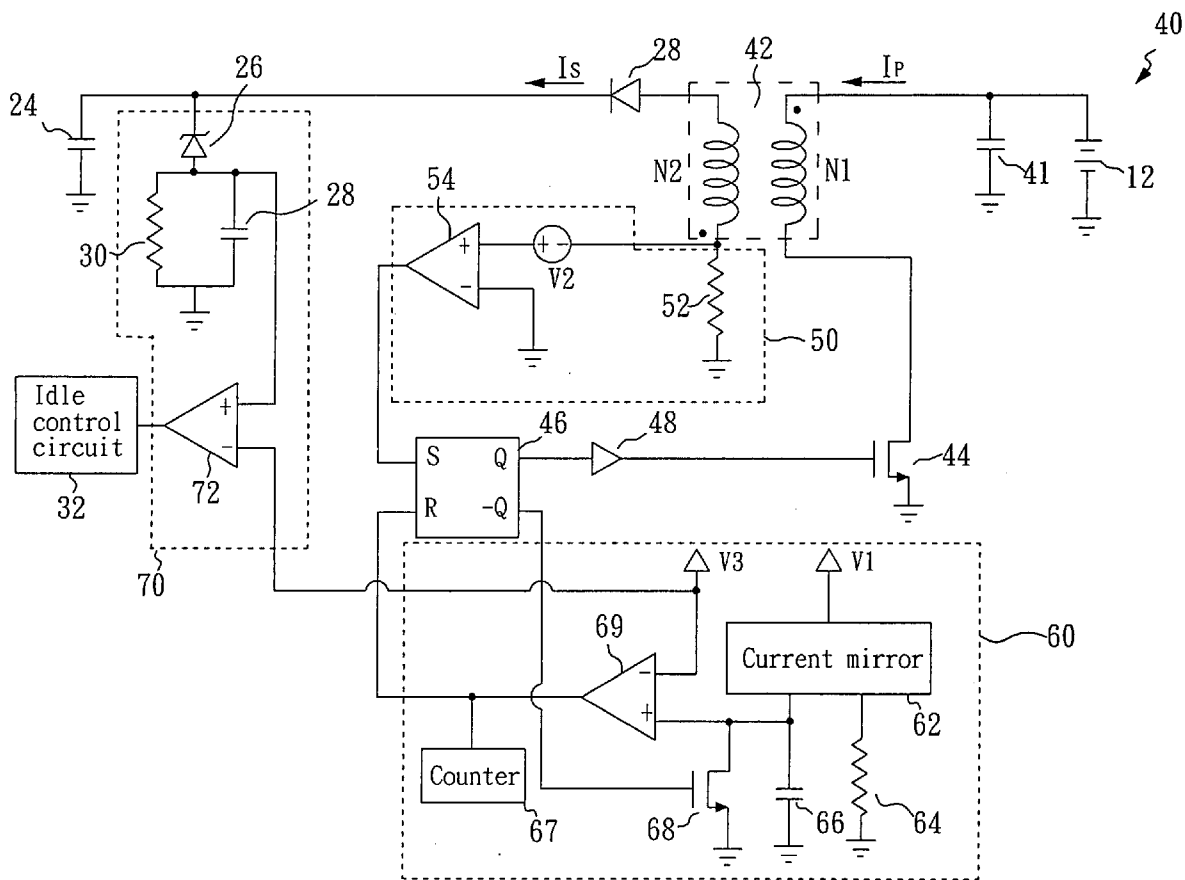 40
28
42
Is
IP
26
24
N2
N1
54
41
12
28
30
+
−
+ −
V2
52
50
Idle
control
circuit
+
−
46
48
S Q
R -Q
44
72
32
70
V3
V1
69
60
Current mirror
−
+
62
Counter
67
68
66
64